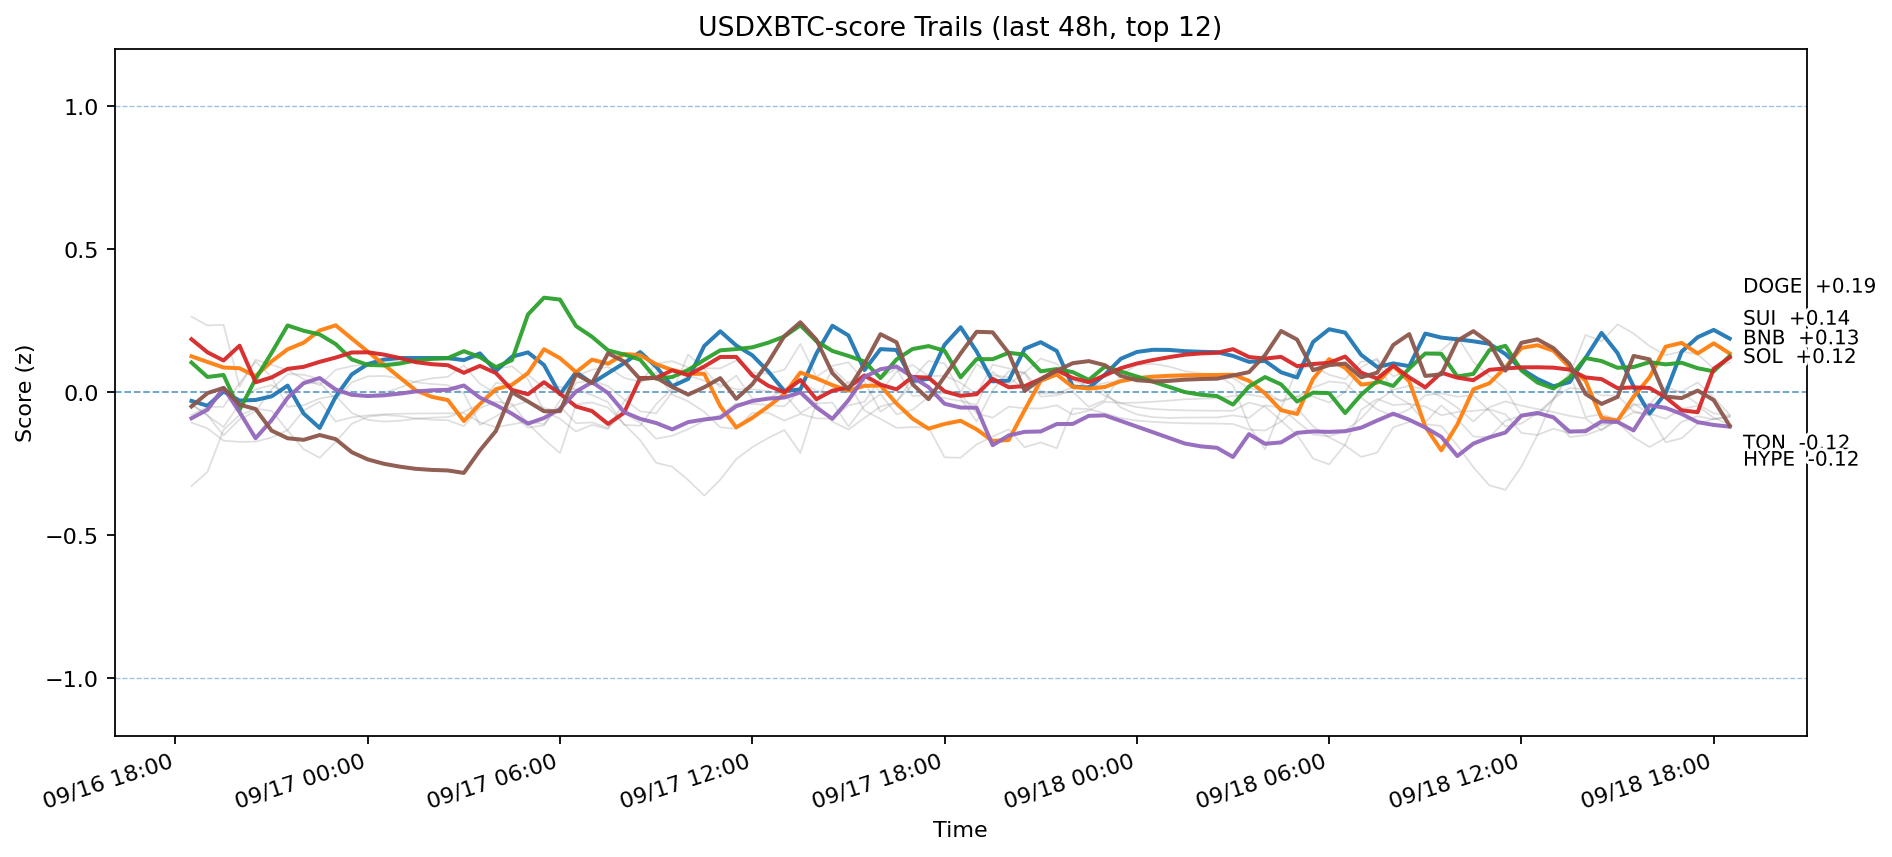 USDXBTC-score Trails (last 48h, top 12)
Score (z)
1.0
0.5
0.0
−0.5
−1.0
DOGE +0.19
SUI +0.14
BNB +0.13
SOL +0.12
TON -0.12
HYPE -0.12
09/16 18:00
09/17 00:00
09/17 06:00
09/17 12:00
09/17 18:00
09/18 00:00
09/18 06:00
09/18 12:00
09/18 18:00
Time